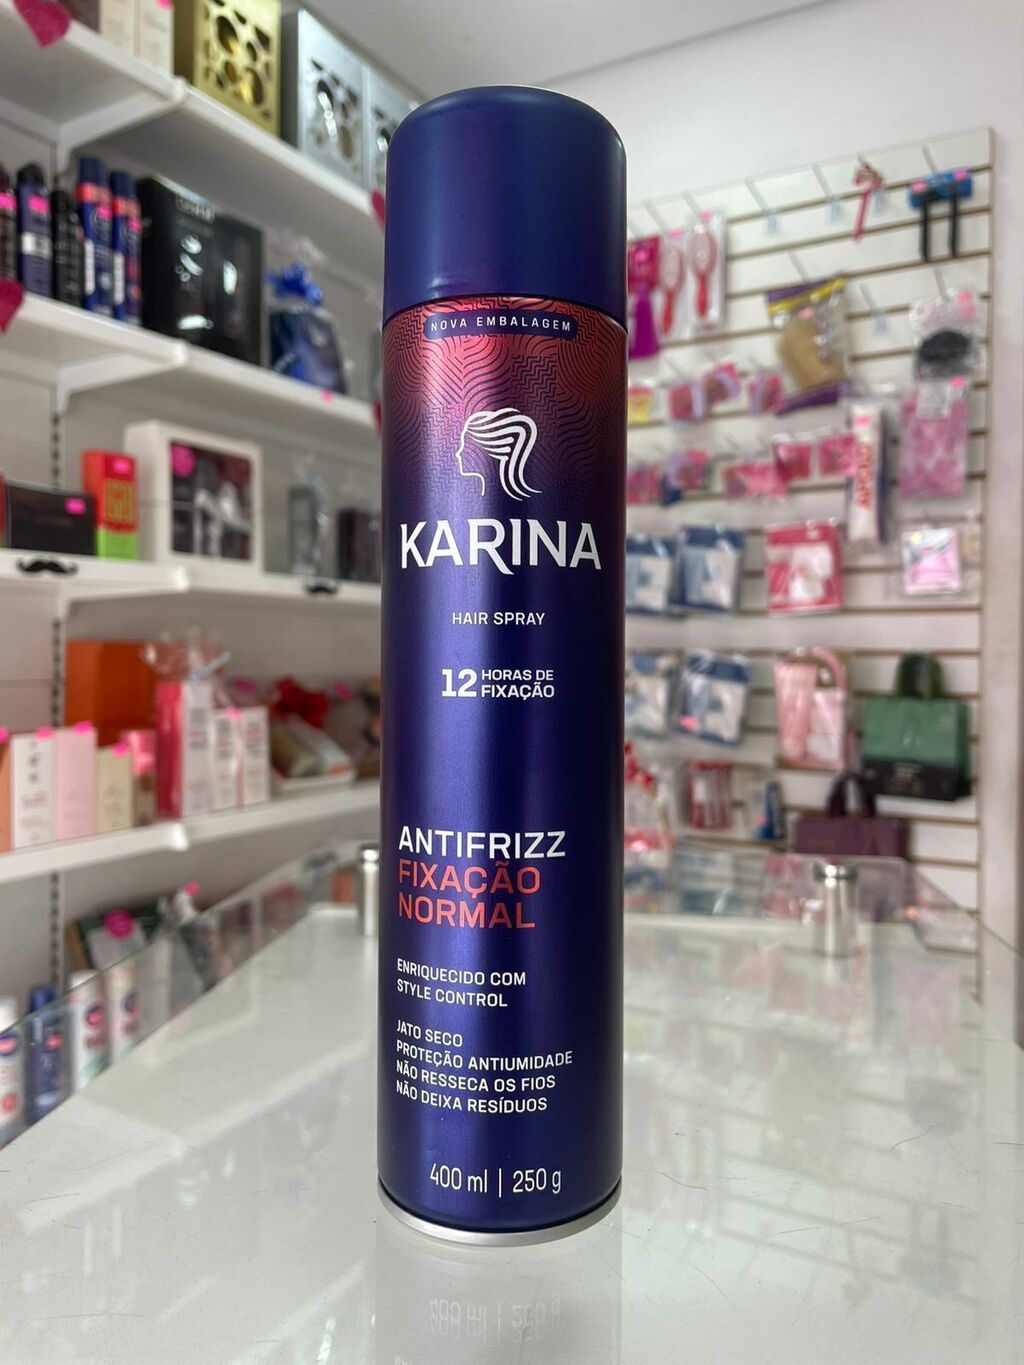 NOVA EMBALAGEM
KARINA
HAIR SPRAY
12 HORAS DE
FIXAÇÃO
ANTIFRIZZ
FIXAÇÃO
NORMAL
ENRIQUECIDO COM
STYLE CONTROL
JATO SECO
PROTEÇÃO ANTIUMIDADE
NÃO RESSECA OS FIOS
NÃO DEIXA RESÍDUOS
400 ml | 250 g